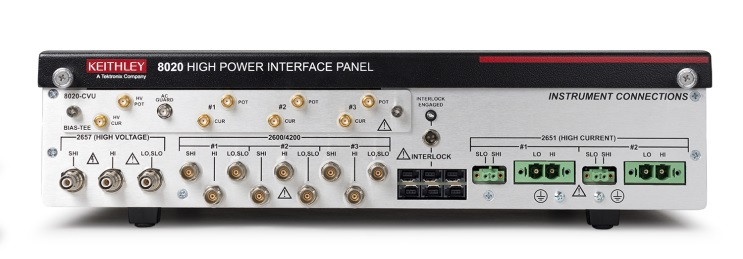 KEITHLEY
A Tektronix Company
8020 HIGH POWER INTERFACE PANEL
8020-CVU
HV POT
AC GUARD
HV CUR
BIAS-TEE
#1
POT
CUR
#2
POT
CUR
#3
POT
CUR
INTERLOCK ENGAGED
INSTRUMENT CONNECTIONS
2657 (HIGH VOLTAGE)
SHI
HI
LO,SLO
2600/4200
#1
#2
#3
SHI
HI
LO,SLO
SHI
HI
LO,SLO
SHI
HI
LO,SLO
INTERLOCK
2651 (HIGH CURRENT)
#1
#2
SLO
SHI
LO
HI
SLO
SHI
LO
HI